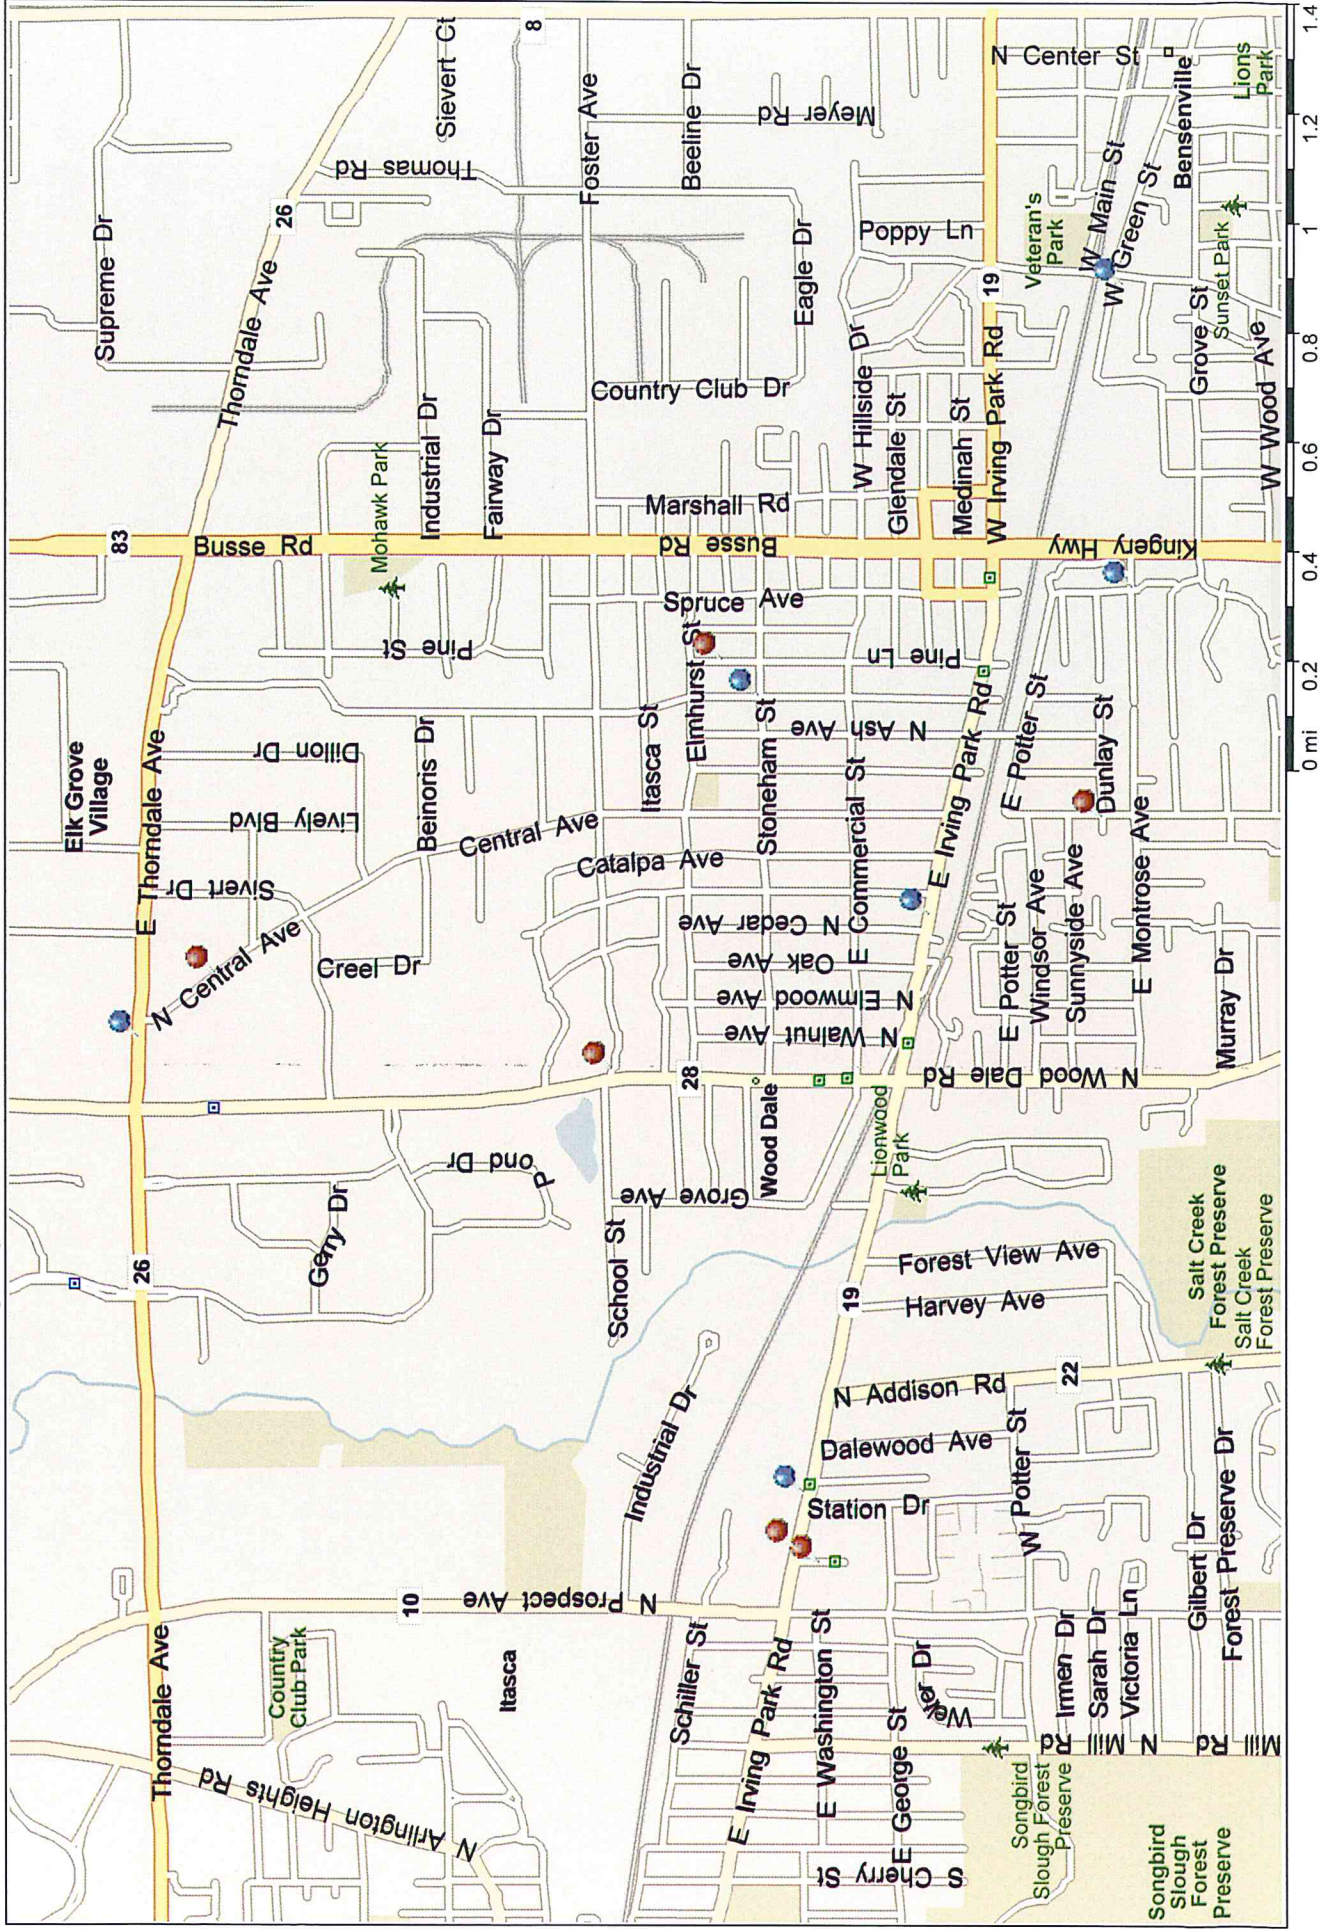 Thorndale Ave
N Arlington Heights Rd
Country
Club Park
10
N Prospect Ave
Itasca
Schiller St
E Irving Park Rd
E Washington St
E George St
S Cherry St
Weker Dr
Irmen Dr
Sarah Dr
Victoria Ln
N Mill Rd
Mill Rd
Songbird
Slough Forest
Preserve
Songbird
Slough
Forest
Preserve
Gilbert Dr
Forest Preserve Dr
Industrial Dr
Station Dr
Dalewood Ave
W Potter St
N Addison Rd
22
19
Harvey Ave
Forest View Ave
Salt Creek
Forest Preserve
Salt Creek
Forest Preserve
26
Gerry Dr
Pond Dr
School St
Grove Ave
Wood Dale
Lionwood
Park
28
N Wood Dale Rd
Murray Dr
N Central Ave
E Thorndale Ave
Creel Dr
Sivert Dr
Lively Blvd
Dillon Dr
Elk Grove
Village
Beinoris Dr
Central Ave
Catalpa Ave
Itasca St
Elmhurst St
Stoneham St
E Commercial St
N Walnut Ave
N Elmwood Ave
Oak Ave
N Cedar Ave
N Ash Ave
Pine Ln
E Irving Park Rd
E Potter St
E Potter St
Windsor Ave
Sunnyside Ave
E Montrose Ave
Dunlay St
Pine St
Mohawk Park
Spruce Ave
83
Busse Rd
Busse Rd
Kingery Hwy
Marshall Rd
Industrial Dr
Fairway Dr
Country Club Dr
W Hillside Dr
Glendale St
Medinah St
W Irving Park Rd
19
Thorndale Ave
26
Supreme Dr
Thomas Rd
Sievert Ct
8
Foster Ave
Beeline Dr
Meyer Rd
Eagle Dr
Poppy Ln
Veteran's
Park
W Main St
W Green St
Grove St
Sunset Park
W Wood Ave
N Center St
Bensenville
Lions
Park
0 mi
0.2
0.4
0.6
0.8
1
1.2
1.4